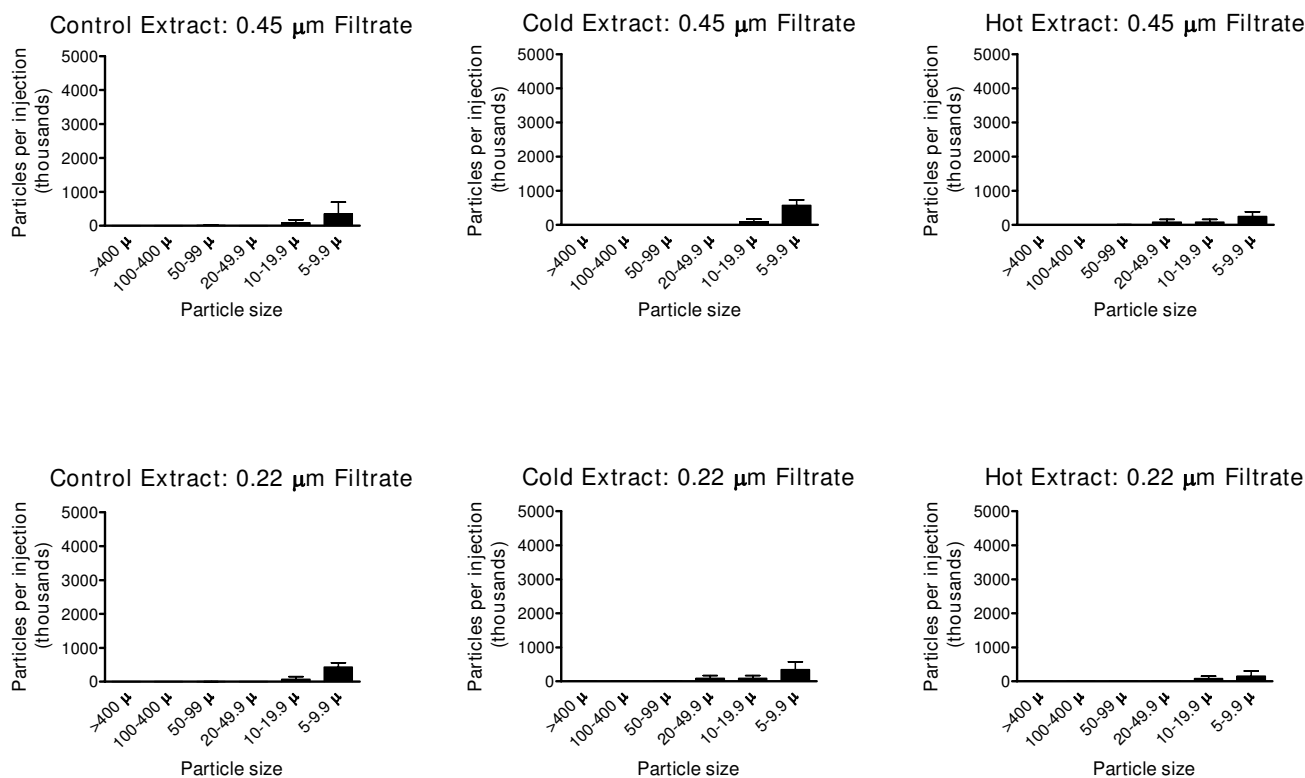 Control Extract: 0.45 μm Filtrate
Particles per injection
(thousands)
5000
4000
3000
2000
1000
0
>400 μ
100-400 μ
50-99 μ
20-49.9 μ
10-19.9 μ
5-9.9 μ
Particle size
Cold Extract: 0.45 μm Filtrate
Particles per injection
(thousands)
5000
4000
3000
2000
1000
0
>400 μ
100-400 μ
50-99 μ
20-49.9 μ
10-19.9 μ
5-9.9 μ
Particle size
Hot Extract: 0.45 μm Filtrate
Particles per injection
(thousands)
5000
4000
3000
2000
1000
0
>400 μ
100-400 μ
50-99 μ
20-49.9 μ
10-19.9 μ
5-9.9 μ
Particle size
Control Extract: 0.22 μm Filtrate
Particles per injection
(thousands)
5000
4000
3000
2000
1000
0
>400 μ
100-400 μ
50-99 μ
20-49.9 μ
10-19.9 μ
5-9.9 μ
Particle size
Cold Extract: 0.22 μm Filtrate
Particles per injection
(thousands)
5000
4000
3000
2000
1000
0
>400 μ
100-400 μ
50-99 μ
20-49.9 μ
10-19.9 μ
5-9.9 μ
Particle size
Hot Extract: 0.22 μm Filtrate
Particles per injection
(thousands)
5000
4000
3000
2000
1000
0
>400 μ
100-400 μ
50-99 μ
20-49.9 μ
10-19.9 μ
5-9.9 μ
Particle size